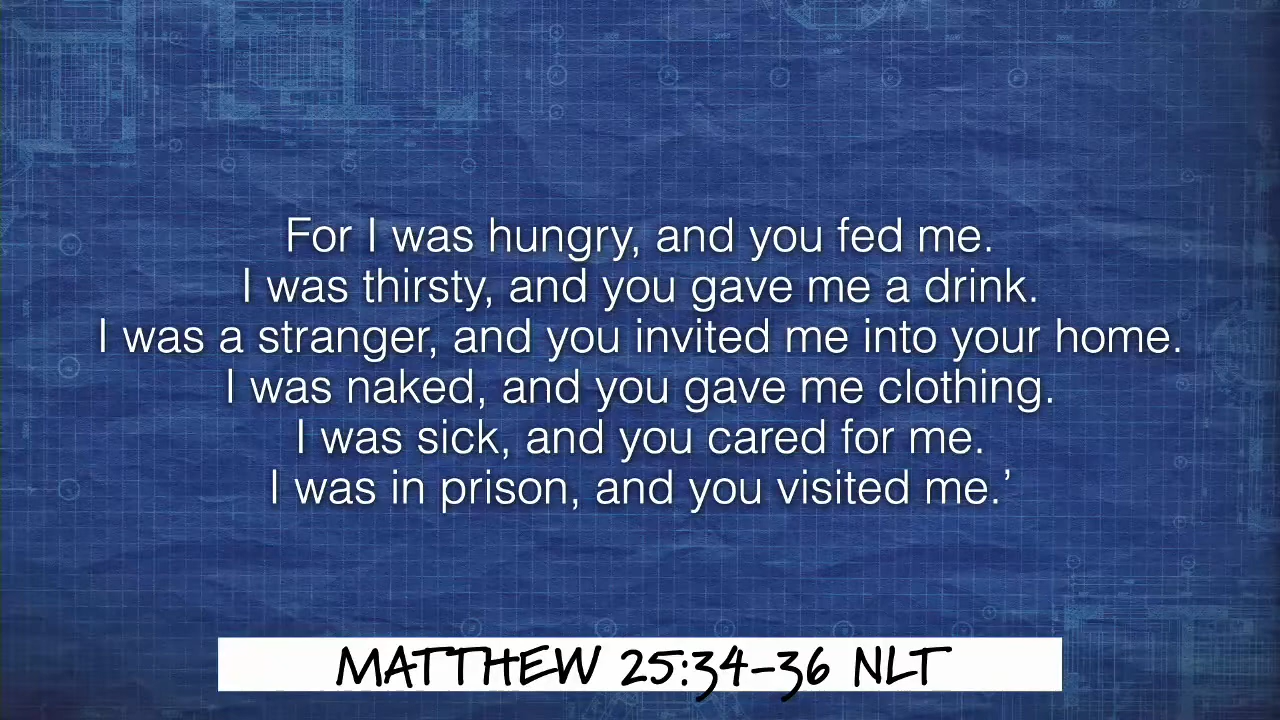 For I was hungry, and you fed me.
I was thirsty, and you gave me a drink.
I was a stranger, and you invited me into your home.
I was naked, and you gave me clothing.
I was sick, and you cared for me.
I was in prison, and you visited me.’
MATTHEW 25:34-36 NLT